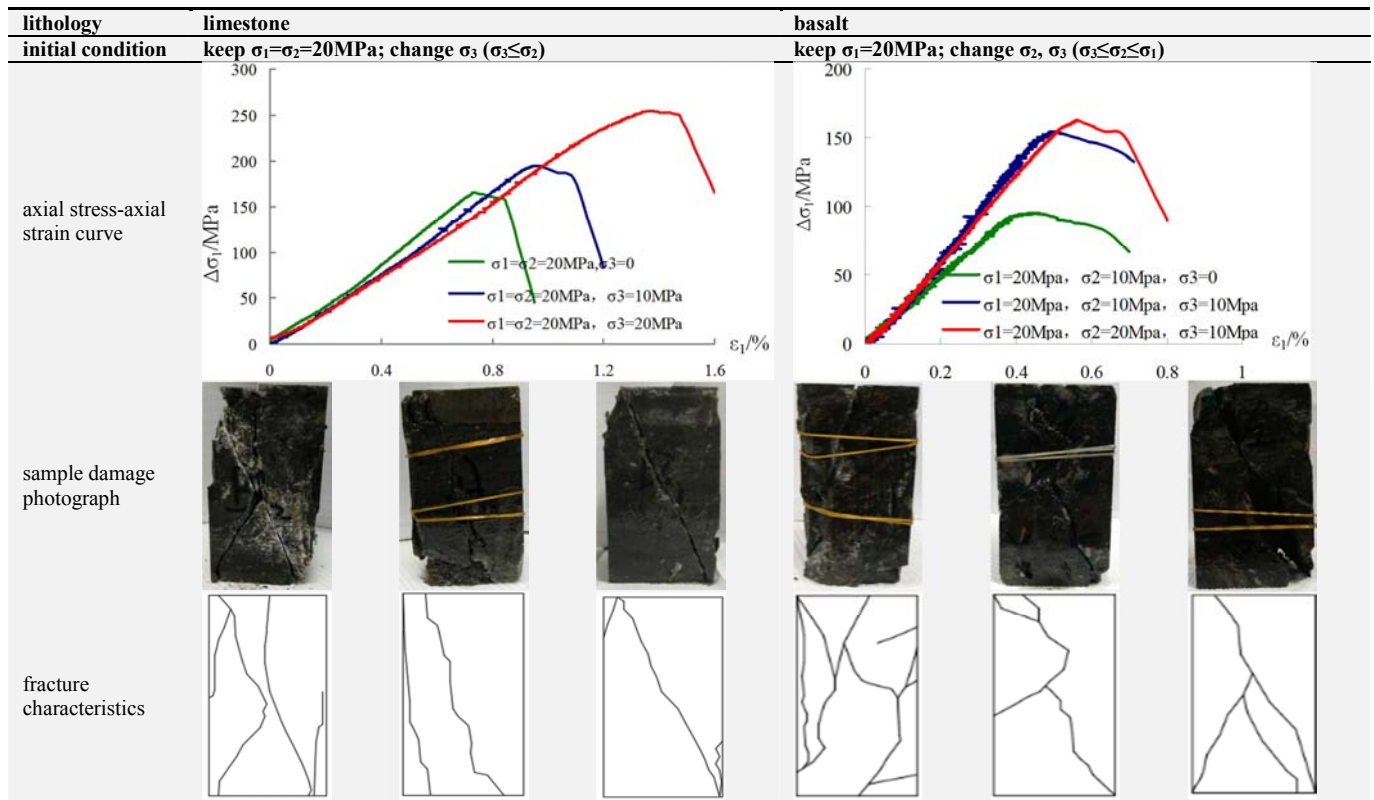 lithology limestone basalt
initial condition keep σ₁=σ₂=20MPa; change σ₃ (σ₃≤σ₂) keep σ₁=20MPa; change σ₂, σ₃ (σ₃≤σ₂≤σ₁)
axial stress-axial
strain curve
Δσ₁/MPa
300
250
200
150
100
50
0
0 0.4 0.8 1.2 1.6
ε₁/%
σ1=σ2=20MPa,σ3=0
σ1=σ2=20MPa，σ3=10MPa
σ1=σ2=20MPa，σ3=20MPa
Δσ₁/MPa
200
150
100
50
0
0 0.2 0.4 0.6 0.8 1
ε₁/%
σ1=20Mpa，σ2=10Mpa，σ3=0
σ1=20Mpa，σ2=10Mpa，σ3=10Mpa
σ1=20Mpa，σ2=20Mpa，σ3=10Mpa
sample damage
photograph
fracture
characteristics